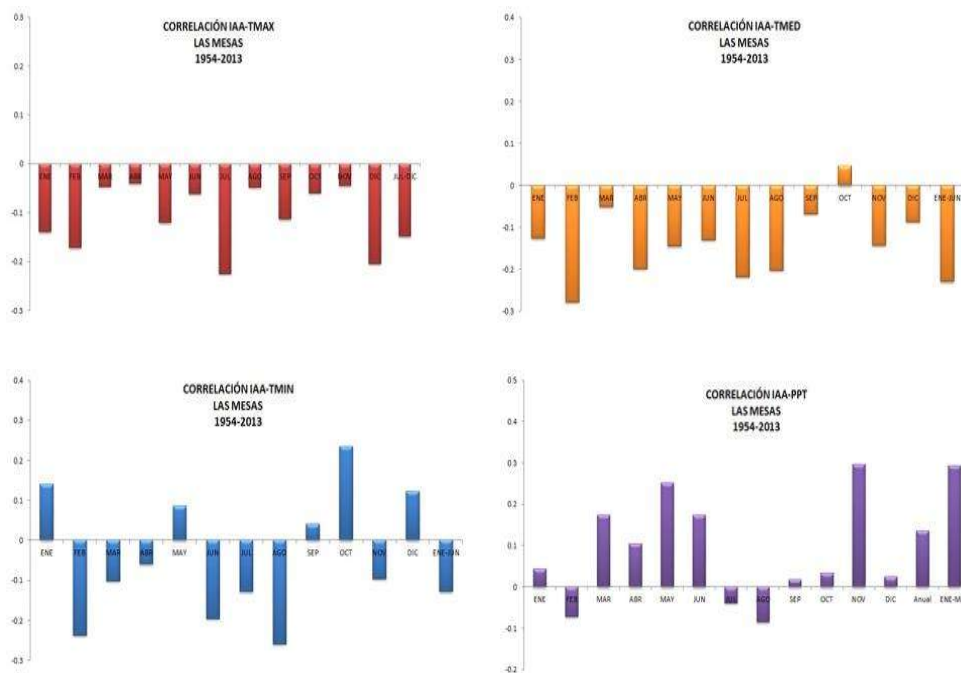 CORRELACIÓN IAA-TMAX
LAS MESAS
1954-2013
0.3
0.2
0.1
0
-0.1
-0.2
-0.3
ENE FEB MAR ABR MAY JUN JUL AGO SEP OCT NOV DIC JUL-DIC
CORRELACIÓN IAA-TMED
LAS MESAS
1954-2013
0.4
0.3
0.2
0.1
0
-0.1
-0.2
-0.3
ENE FEB MAR ABR MAY JUN JUL AGO SEP OCT NOV DIC ENE-JUN
CORRELACIÓN IAA-TMIN
LAS MESAS
1954-2013
0.4
0.3
0.2
0.1
0
-0.1
-0.2
-0.3
ENE FEB MAR ABR MAY JUN JUL AGO SEP OCT NOV DIC ENE-JUN
CORRELACIÓN IAA-PPT
LAS MESAS
1954-2013
0.5
0.4
0.3
0.2
0.1
0
-0.1
-0.2
ENE FEB MAR ABR MAY JUN JUL AGO SEP OCT NOV DIC Anual ENE-M